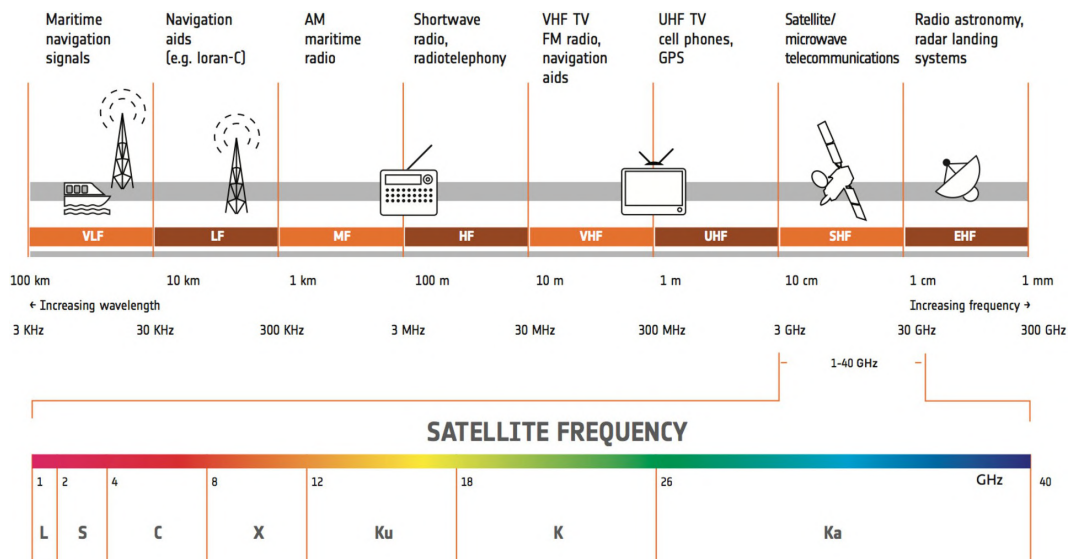 Maritime
navigation
signals
Navigation
aids
(e.g. loran-C)
AM
maritime
radio
Shortwave
radio,
radiotelephony
VHF TV
FM radio,
navigation
aids
UHF TV
cell phones,
GPS
Satellite/
microwave
telecommunications
Radio astronomy,
radar landing
systems
VLF LF MF HF VHF UHF SHF EHF
100 km 10 km 1 km 100 m 10 m 1 m 10 cm 1 cm 1 mm
← Increasing wavelength Increasing frequency →
3 KHz 30 KHz 300 KHz 3 MHz 30 MHz 300 MHz 3 GHz 30 GHz 300 GHz
1-40 GHz
SATELLITE FREQUENCY
1 2 4 8 12 18 26 GHz 40
L S C X Ku K Ka